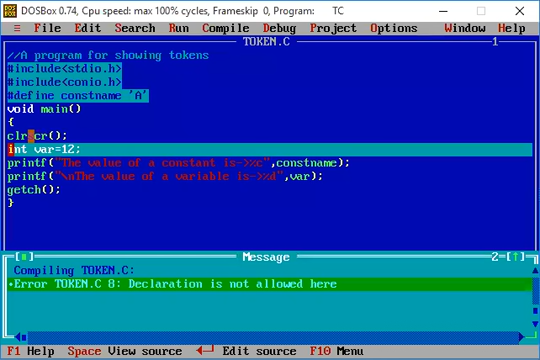 DOSBox 0.74, Cpu speed: max 100% cycles, Frameskip 0, Program: TC
≡ File Edit Search Run Compile Debug Project Options Window Help
TOKEN.C 1
//A program for showing tokens
#include<stdio.h>
#include<conio.h>
#define constname 'A'
void main()
{
clrscr();
int var=12;
printf("The value of a constant is->%c",constname);
printf("\nThe value of a variable is->%d",var);
getch();
}
Message 2
Compiling TOKEN.C:
•Error TOKEN.C 8: Declaration is not allowed here
F1 Help Space View source Edit source F10 Menu